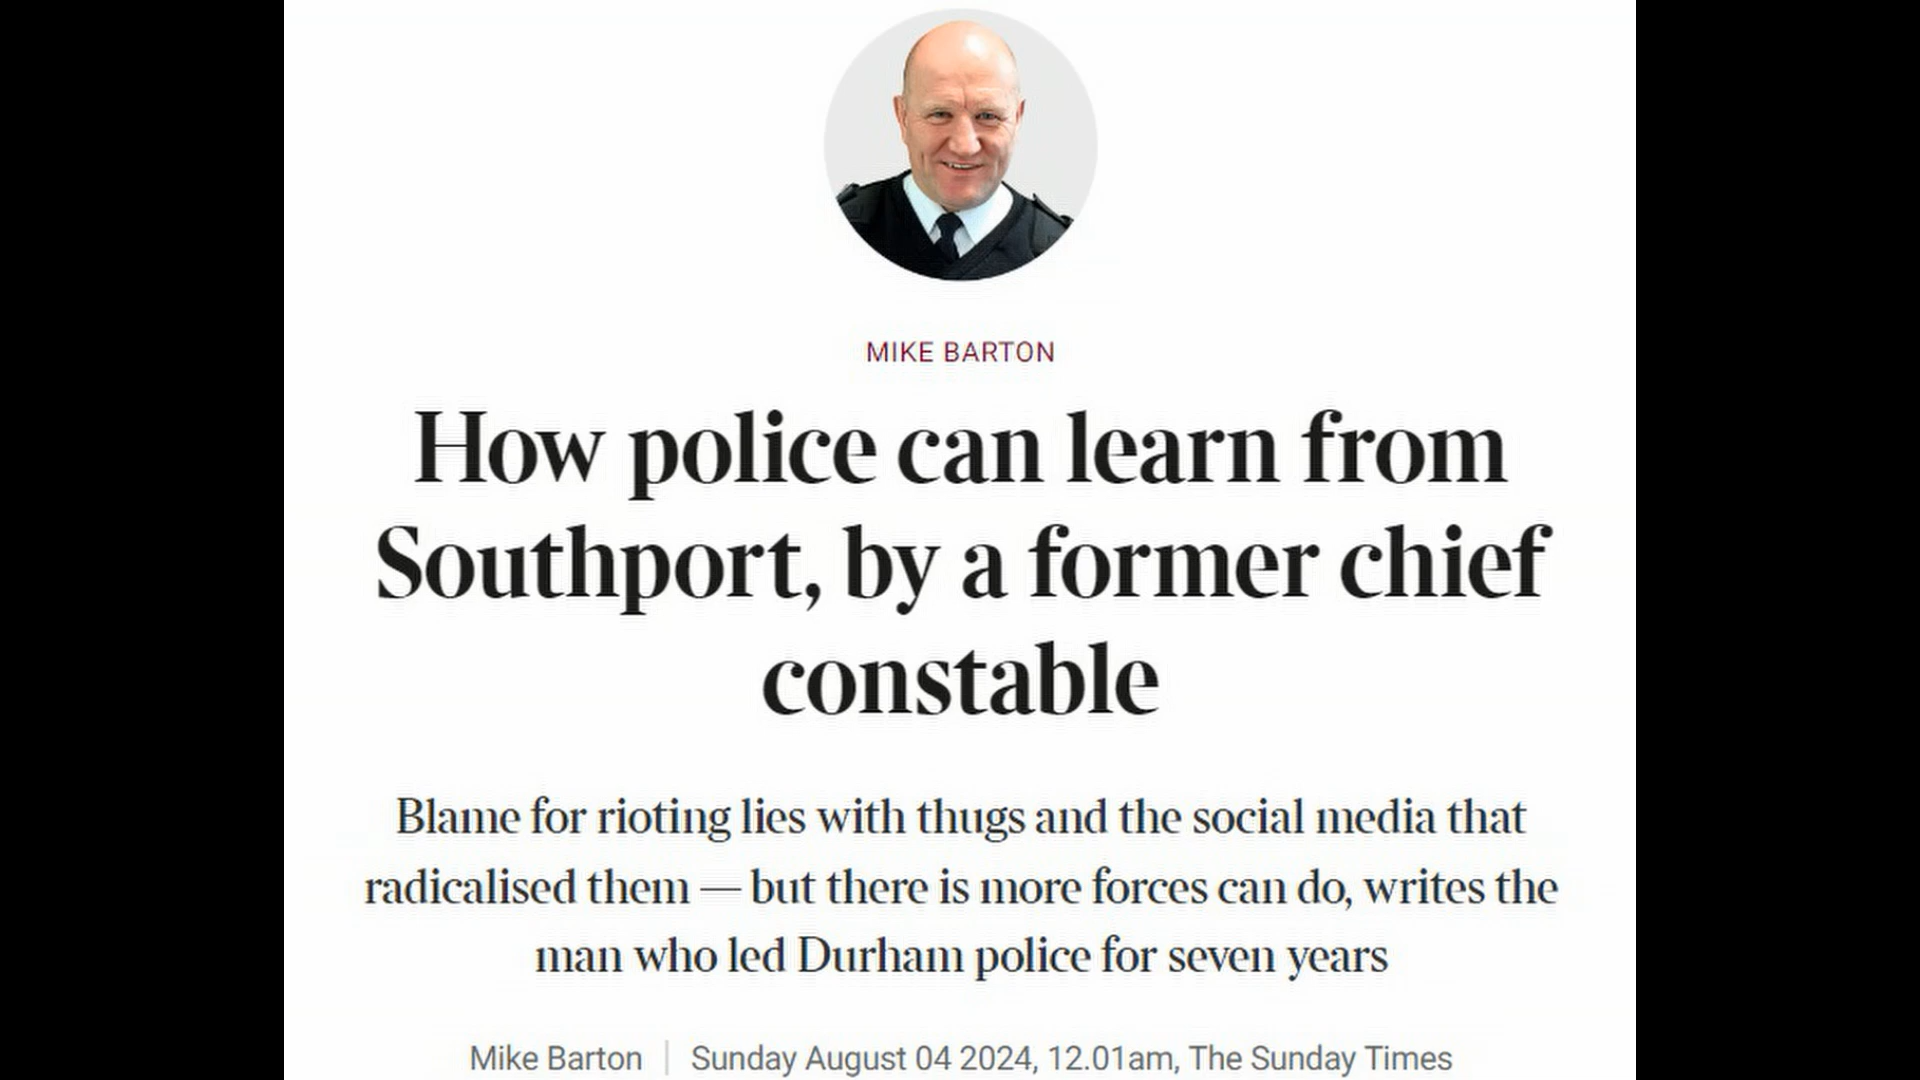 MIKE BARTON
How police can learn from
Southport, by a former chief
constable
Blame for rioting lies with thugs and the social media that
radicalised them — but there is more forces can do, writes the
man who led Durham police for seven years
Mike Barton | Sunday August 04 2024, 12.01am, The Sunday Times